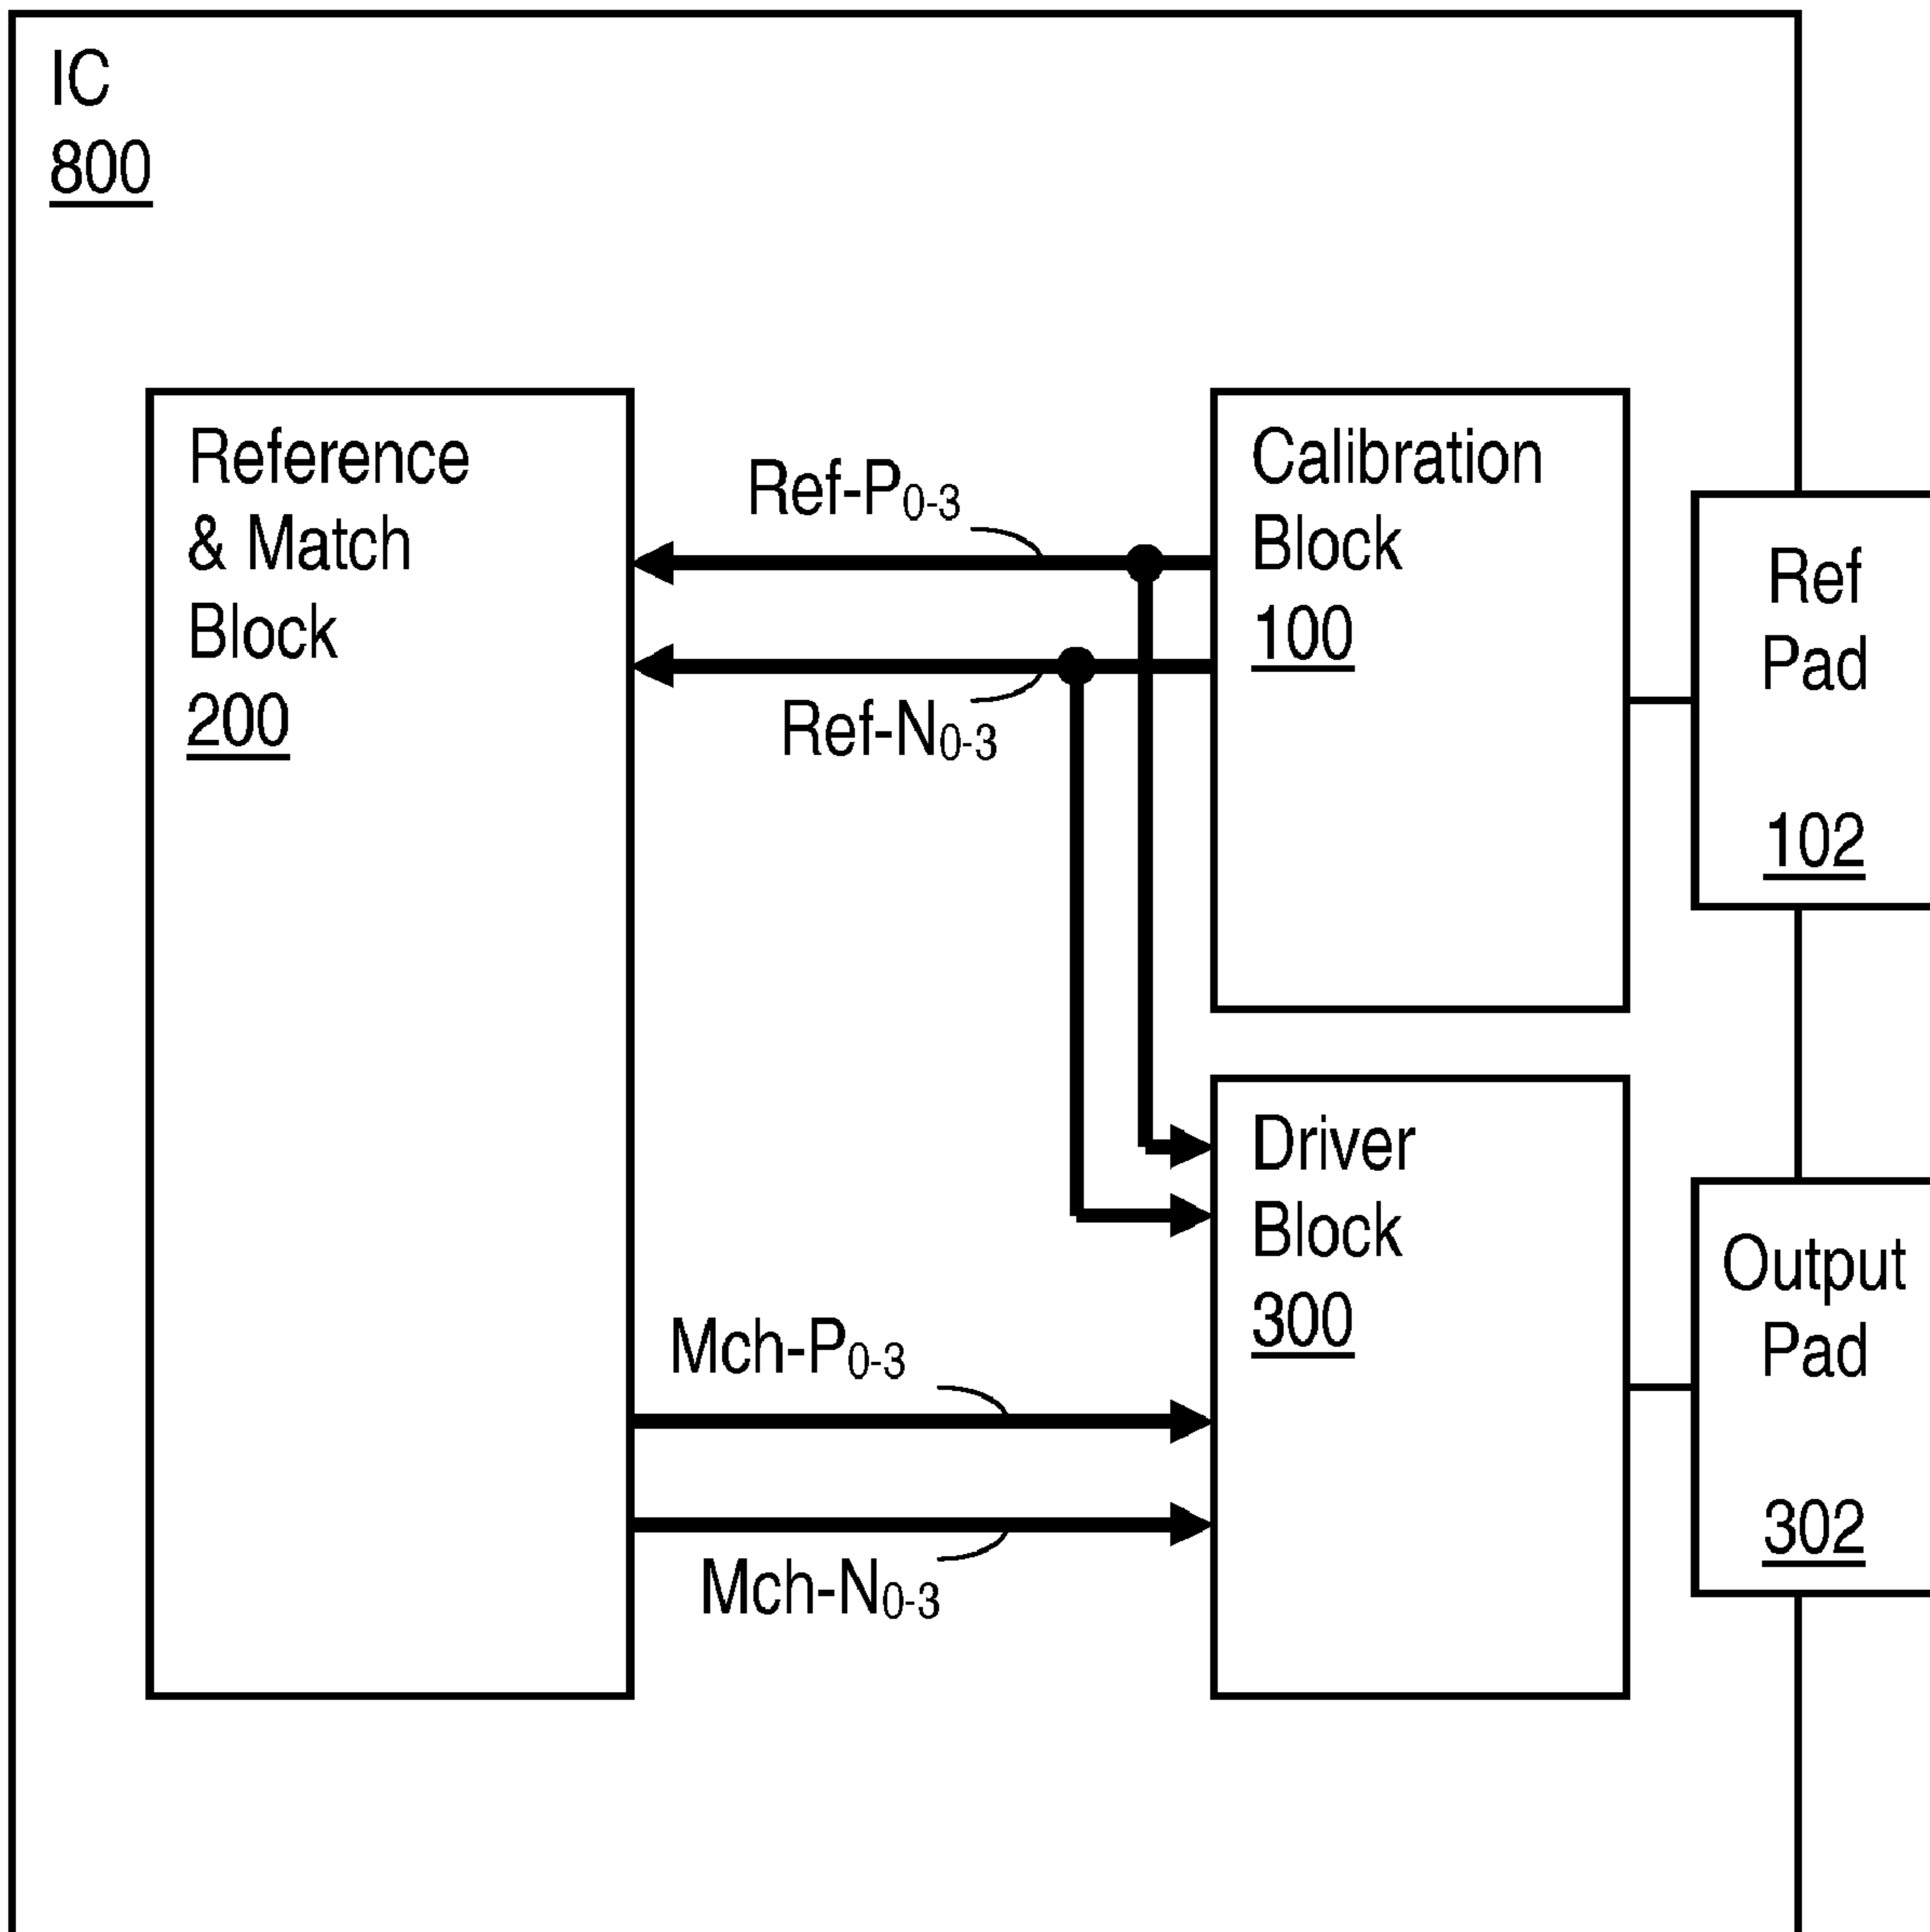 IC
800
Reference
& Match
Block
200
Ref-P0-3
Ref-N0-3
Calibration
Block
100
Ref
Pad
102
Driver
Block
300
Output
Pad
302
Mch-P0-3
Mch-N0-3